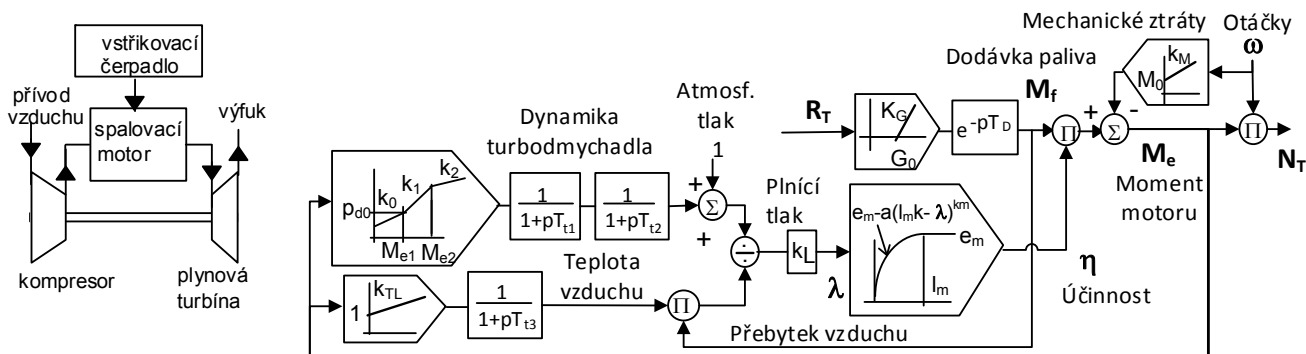 vstřikovací
čerpadlo
přívod
vzduchu
výfuk
spalovací
motor
kompresor
plynová
turbína
Dynamika
turbodmychadla
p_d0
k_0
k_1
k_2
M_e1
M_e2
1
1+pT_t1
1
1+pT_t2
Atmosf.
tlak
1
+
Σ
+
k_TL
1
1
1+pT_t3
Teplota
vzduchu
Π
÷
Plnící
tlak
k_L
λ
Přebytek vzduchu
R_T
K_G
G_0
e^-pT_D
Dodávka paliva
M_f
e_m-a(l_mk-λ)^km
e_m
l_m
η
Účinnost
Π
+
Σ
-
Mechanické ztráty
M_0
k_M
Otáčky
ω
M_e
Moment
motoru
Π
N_T